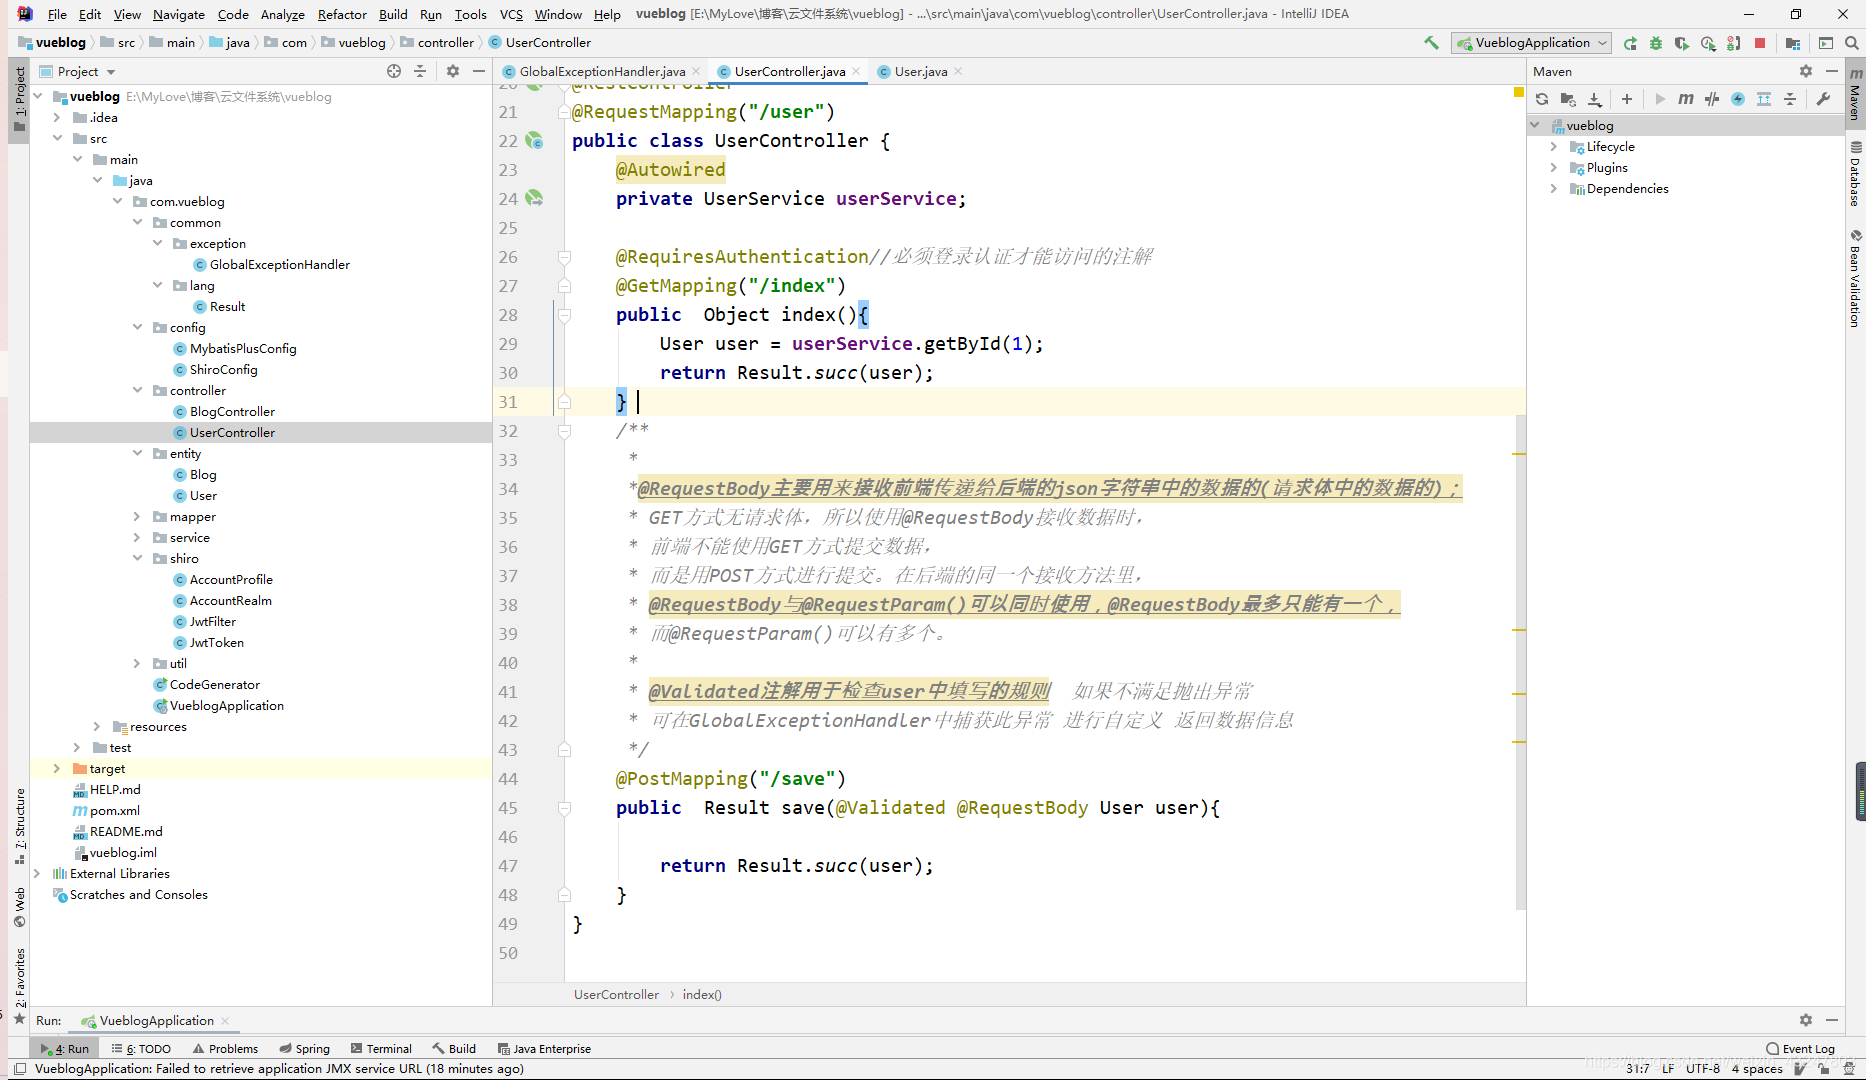 File Edit View Navigate Code Analyze Refactor Build Run Tools VCS Window Help vueblog [E:\MyLove\博客\云文件系统\vueblog] - ...\src\main\java\com\vueblog\controller\UserController.java - IntelliJ IDEA
vueblog src main java com vueblog controller UserController VueblogApplication
1: Project
Project
GlobalExceptionHandler.java UserController.java User.java
Maven
vueblog E:\MyLove\博客\云文件系统\vueblog
.idea
src
main
java
com.vueblog
common
exception
GlobalExceptionHandler
lang
Result
config
MybatisPlusConfig
ShiroConfig
controller
BlogController
UserController
entity
Blog
User
mapper
service
shiro
AccountProfile
AccountRealm
JwtFilter
JwtToken
util
CodeGenerator
VueblogApplication
resources
test
target
HELP.md
pom.xml
README.md
vueblog.iml
External Libraries
Scratches and Consoles
20 @RestController
21 @RequestMapping("/user")
22 public class UserController {
23 @Autowired
24 private UserService userService;
25
26 @RequiresAuthentication//必须登录认证才能访问的注解
27 @GetMapping("/index")
28 public  Object index(){
29 User user = userService.getById(1);
30 return Result.succ(user);
31 }
32 /**
33 *
34 *@RequestBody主要用来接收前端传递给后端的json字符串中的数据的(请求体中的数据的)；
35 * GET方式无请求体，所以使用@RequestBody接收数据时，
36 * 前端不能使用GET方式提交数据，
37 * 而是用POST方式进行提交。在后端的同一个接收方法里，
38 * @RequestBody与@RequestParam()可以同时使用，@RequestBody最多只能有一个，
39 * 而@RequestParam()可以有多个。
40 *
41 * @Validated注解用于检查user中填写的规则  如果不满足抛出异常
42 * 可在GlobalExceptionHandler中捕获此异常 进行自定义 返回数据信息
43 */
44 @PostMapping("/save")
45 public  Result save(@Validated @RequestBody User user){
46
47 return Result.succ(user);
48 }
49 }
50
UserController index()
vueblog
Lifecycle
Plugins
Dependencies
Maven
Database
Bean Validation
7: Structure
Web
2: Favorites
Run: VueblogApplication
4: Run 6: TODO Problems Spring Terminal Build Java Enterprise Event Log
VueblogApplication: Failed to retrieve application JMX service URL (18 minutes ago) 31:7 LF UTF-8 4 spaces